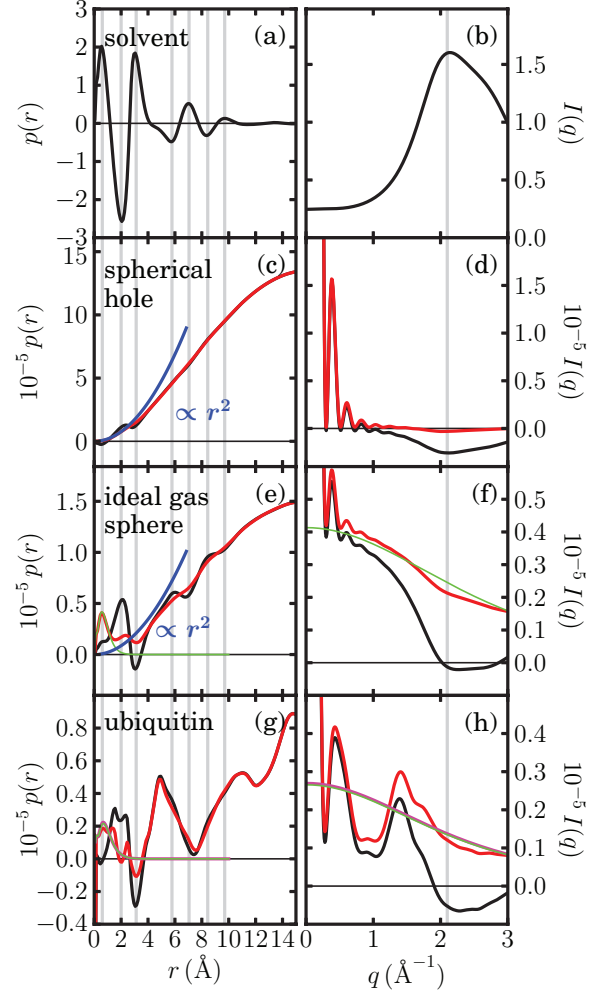 3
2
1
0
−1
−2
−3
p(r)
solvent
(a)
(b)
1.5
1.0
0.5
0.0
I(q)
15
10
5
0
10⁻⁵ p(r)
spherical
hole
(c)
∝ r²
(d)
1.5
1.0
0.5
0.0
10⁻⁵ I(q)
1.5
1.0
0.5
0.0
10⁻⁵ p(r)
ideal gas
sphere
(e)
∝ r²
(f)
0.5
0.4
0.3
0.2
0.1
0.0
10⁻⁵ I(q)
0.8
0.6
0.4
0.2
0.0
−0.2
−0.4
10⁻⁵ p(r)
ubiquitin
(g)
(h)
0.4
0.3
0.2
0.1
0.0
10⁻⁵ I(q)
0 2 4 6 8 10 12 14
r (Å)
0 1 2 3
q (Å⁻¹)